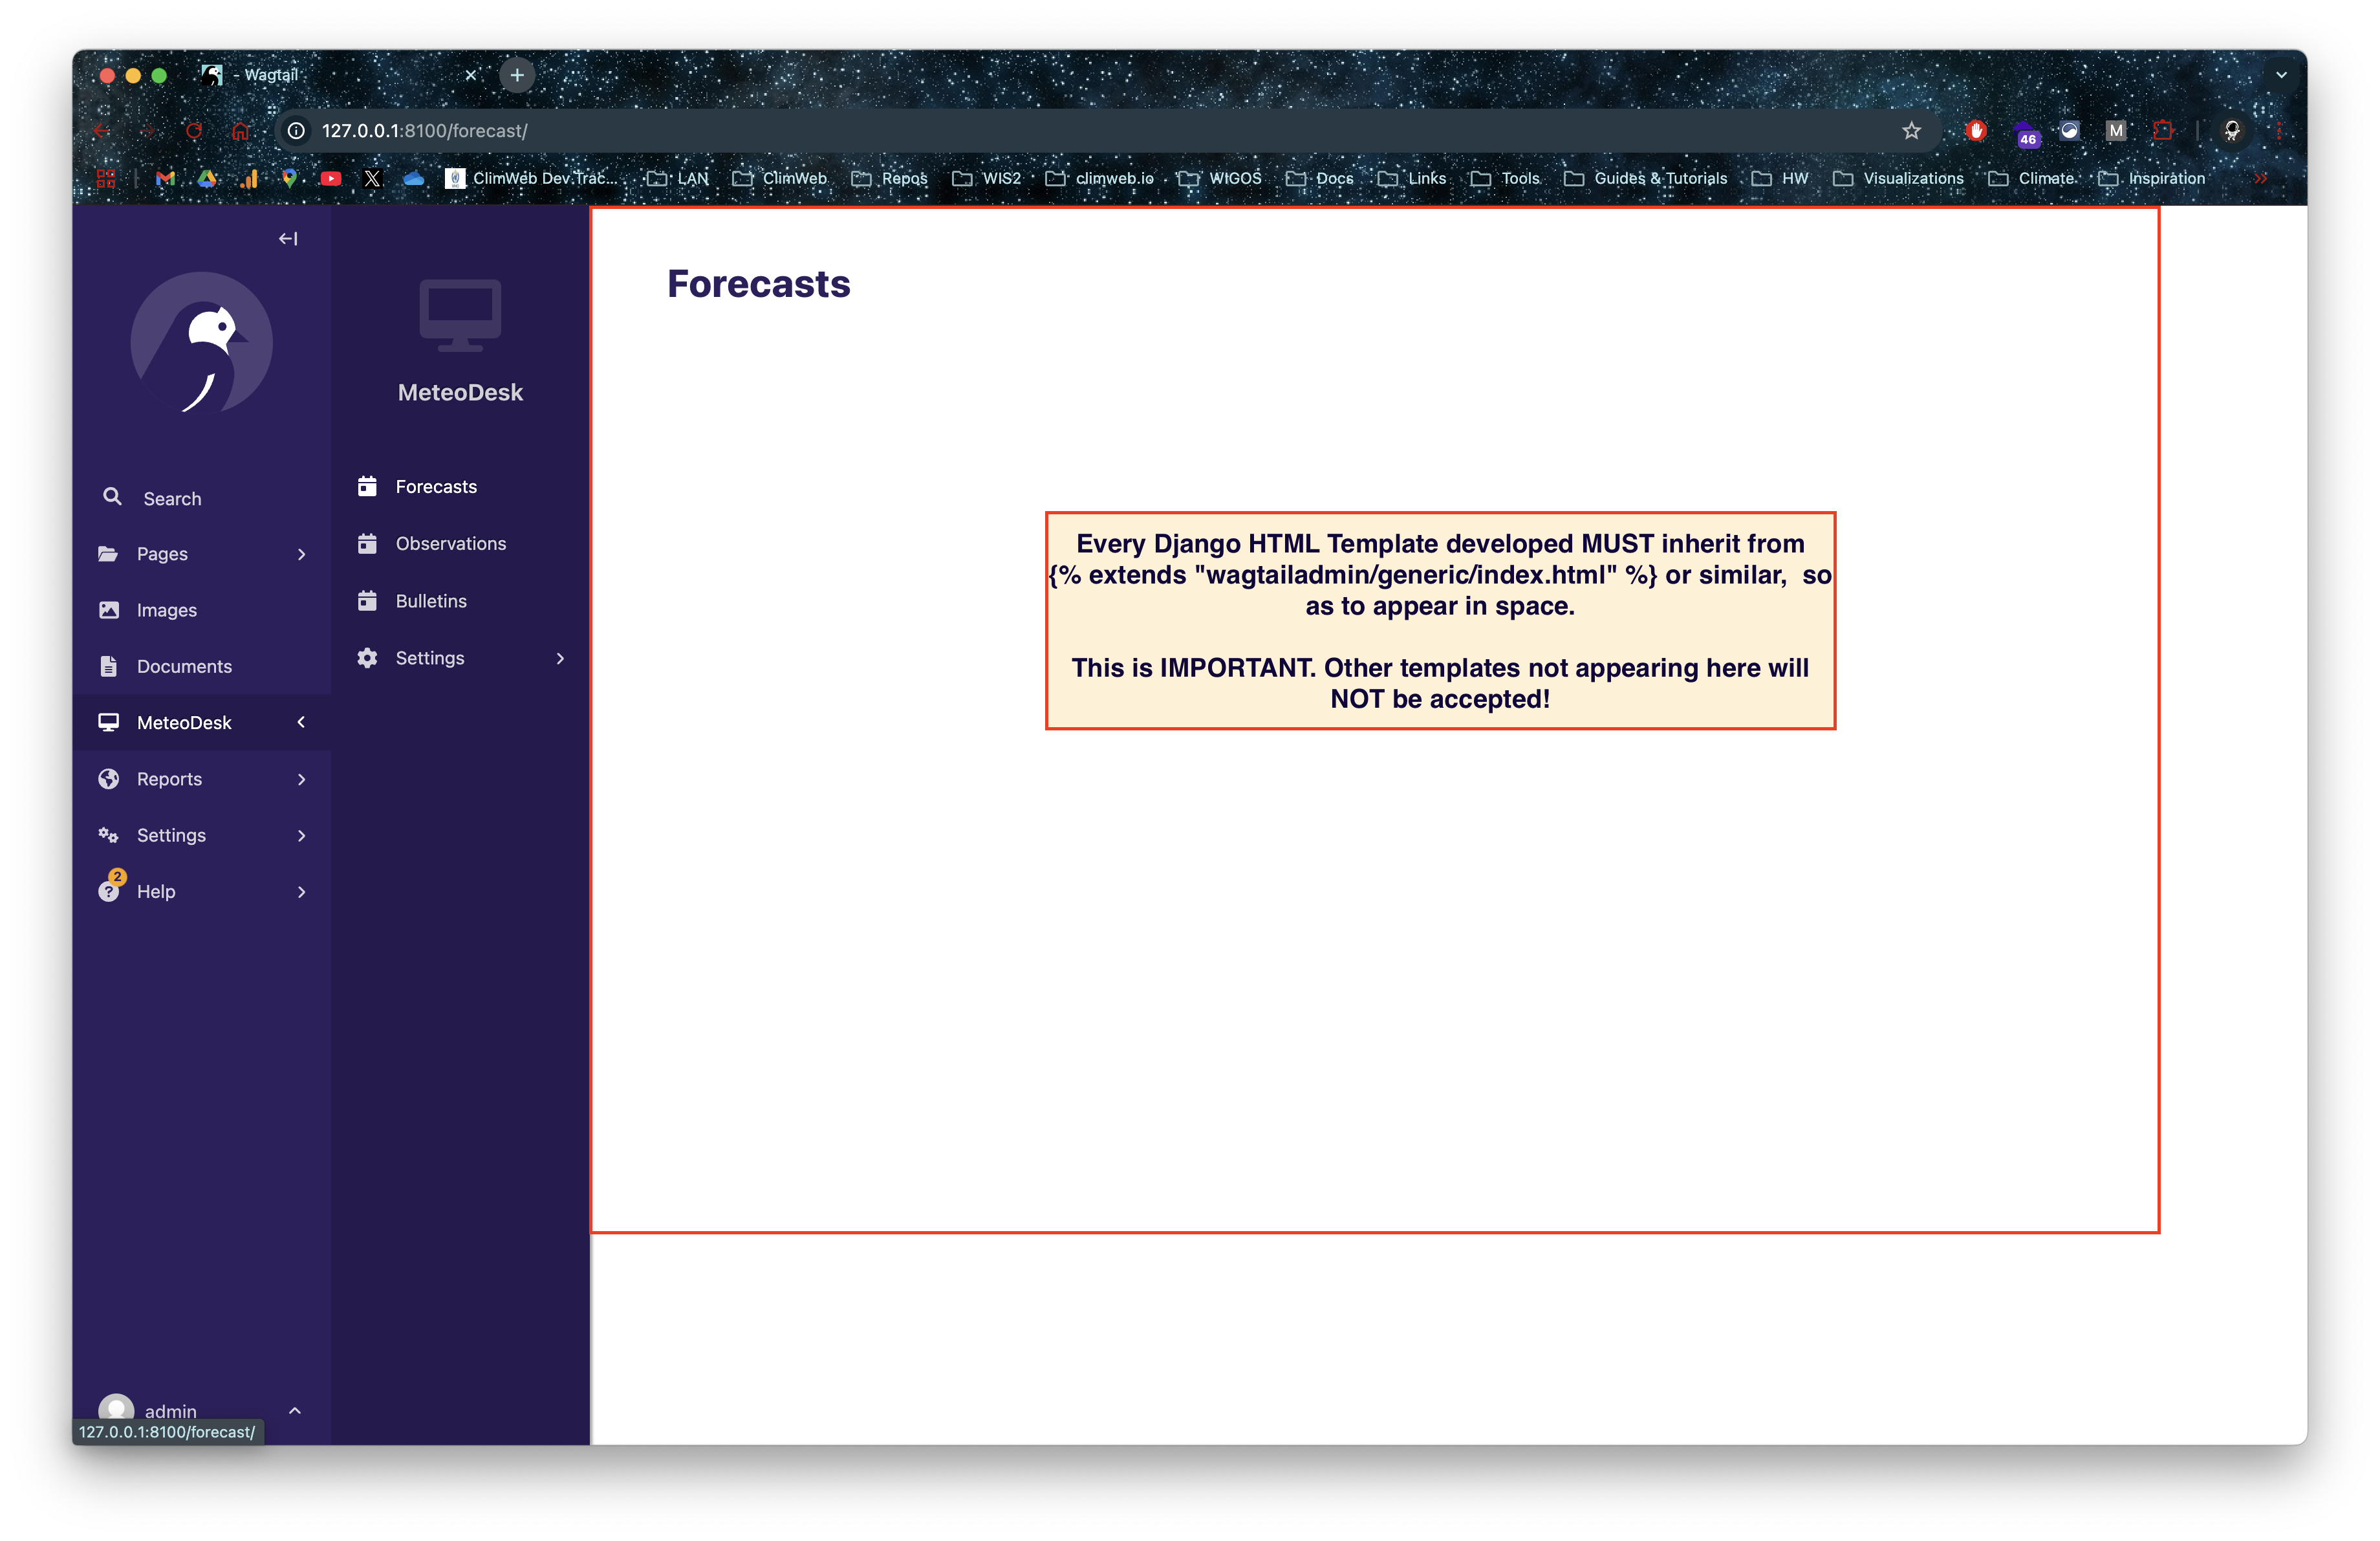 - Wagtail
127.0.0.1:8100/forecast/
46
M
ClimWeb Dev Trac...
LAN
ClimWeb
Repos
WIS2
climweb.io
WIGOS
Docs
Links
Tools
Guides & Tutorials
HW
Visualizations
Climate
Inspiration
Search
Pages
Images
Documents
MeteoDesk
Reports
Settings
2
Help
admin
127.0.0.1:8100/forecast/
MeteoDesk
Forecasts
Observations
Bulletins
Settings
Forecasts
Every Django HTML Template developed MUST inherit from
{% extends "wagtailadmin/generic/index.html" %} or similar,  so
as to appear in space.
This is IMPORTANT. Other templates not appearing here will
NOT be accepted!